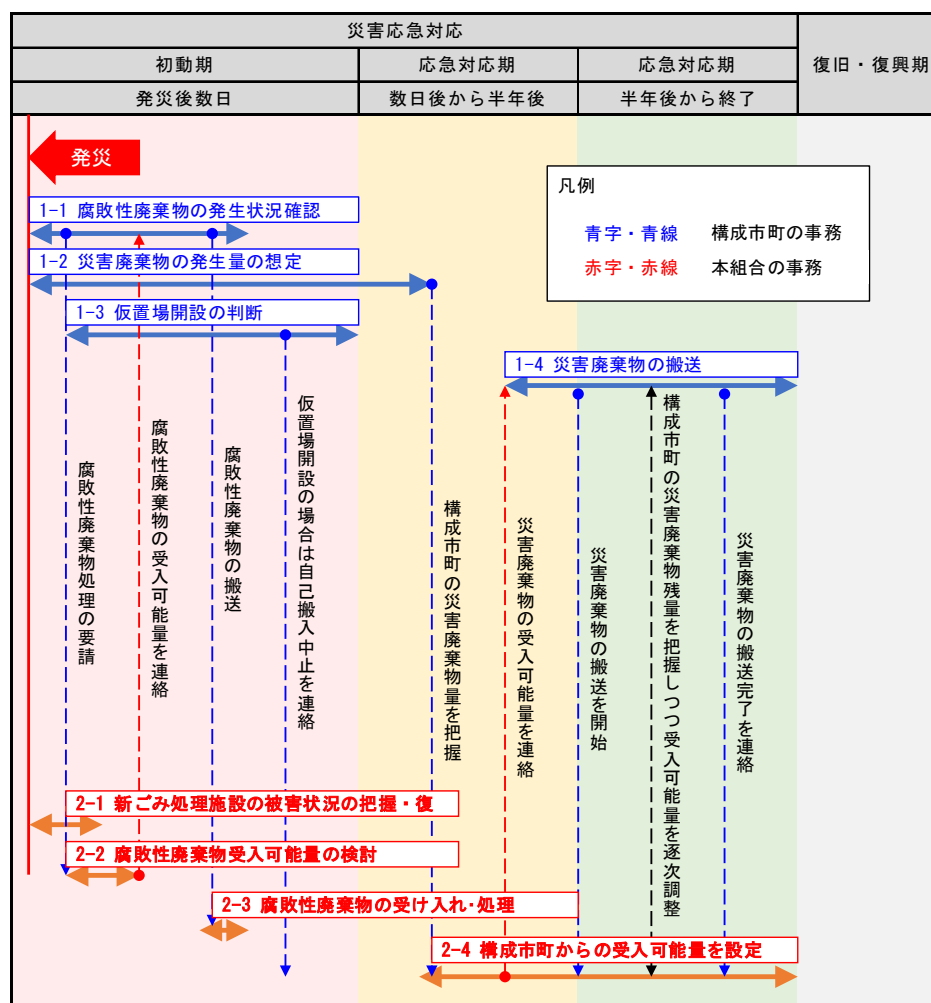 災害応急対応
復旧・復興期
初動期
応急対応期
応急対応期
発災後数日
数日後から半年後
半年後から終了
発災
凡例
青字・青線 構成市町の事務
赤字・赤線 本組合の事務
1-1 腐敗性廃棄物の発生状況確認
1-2 災害廃棄物の発生量の想定
1-3 仮置場開設の判断
1-4 災害廃棄物の搬送
腐敗性廃棄物処理の要請
腐敗性廃棄物の受入可能量を連絡
腐敗性廃棄物の搬送
仮置場開設の場合は自己搬入中止を連絡
構成市町の災害廃棄物量を把握
災害廃棄物の受入可能量を連絡
災害廃棄物の搬送を開始
構成市町の災害廃棄物残量を把握しつつ受入可能量を逐次調整
災害廃棄物の搬送完了を連絡
2-1 新ごみ処理施設の被害状況の把握・復
2-2 腐敗性廃棄物受入可能量の検討
2-3 腐敗性廃棄物の受け入れ・処理
2-4 構成市町からの受入可能量を設定